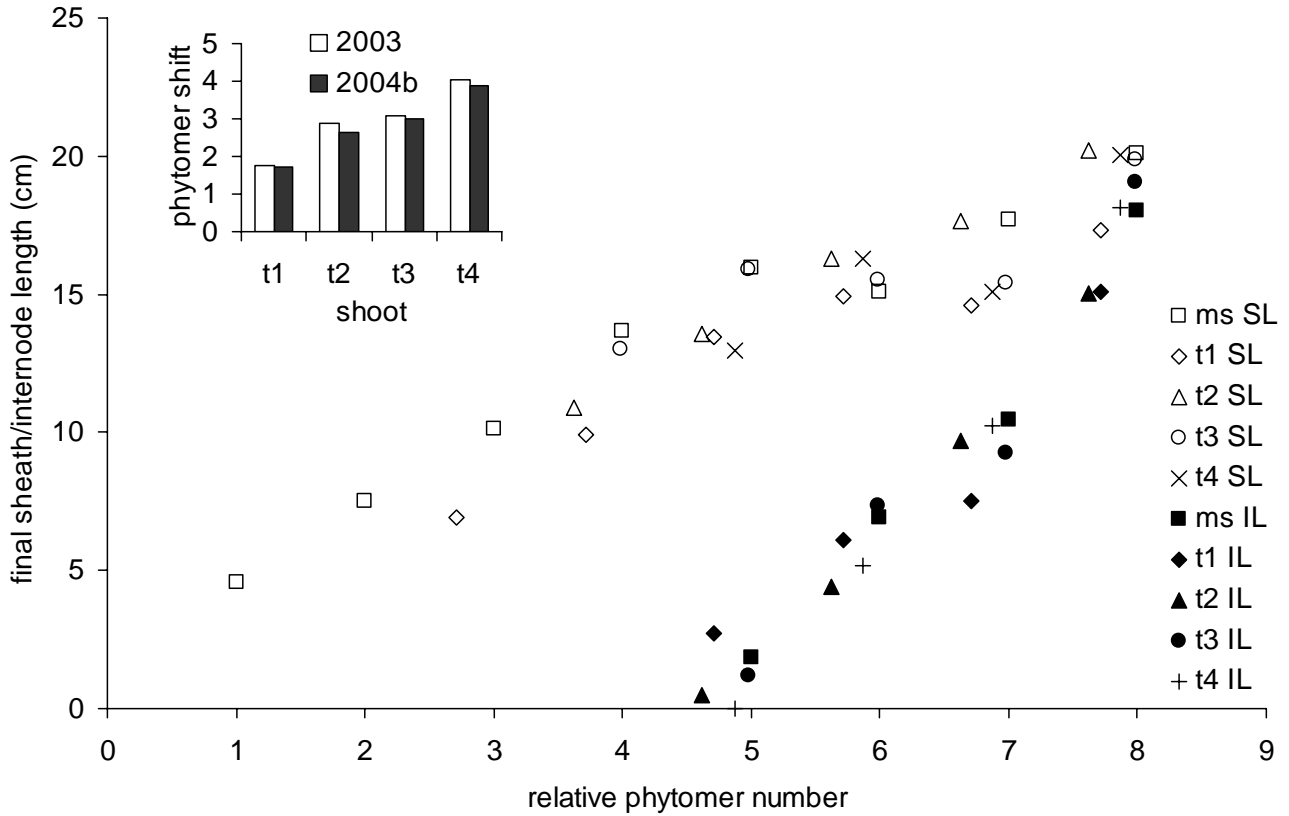 25
20
15
10
5
0
final sheath/internode length (cm)
0 1 2 3 4 5 6 7 8 9
relative phytomer number
5
4
3
2
1
0
phytomer shift
2003
2004b
t1 t2 t3 t4
shoot
ms SL
t1 SL
t2 SL
t3 SL
t4 SL
ms IL
t1 IL
t2 IL
t3 IL
t4 IL